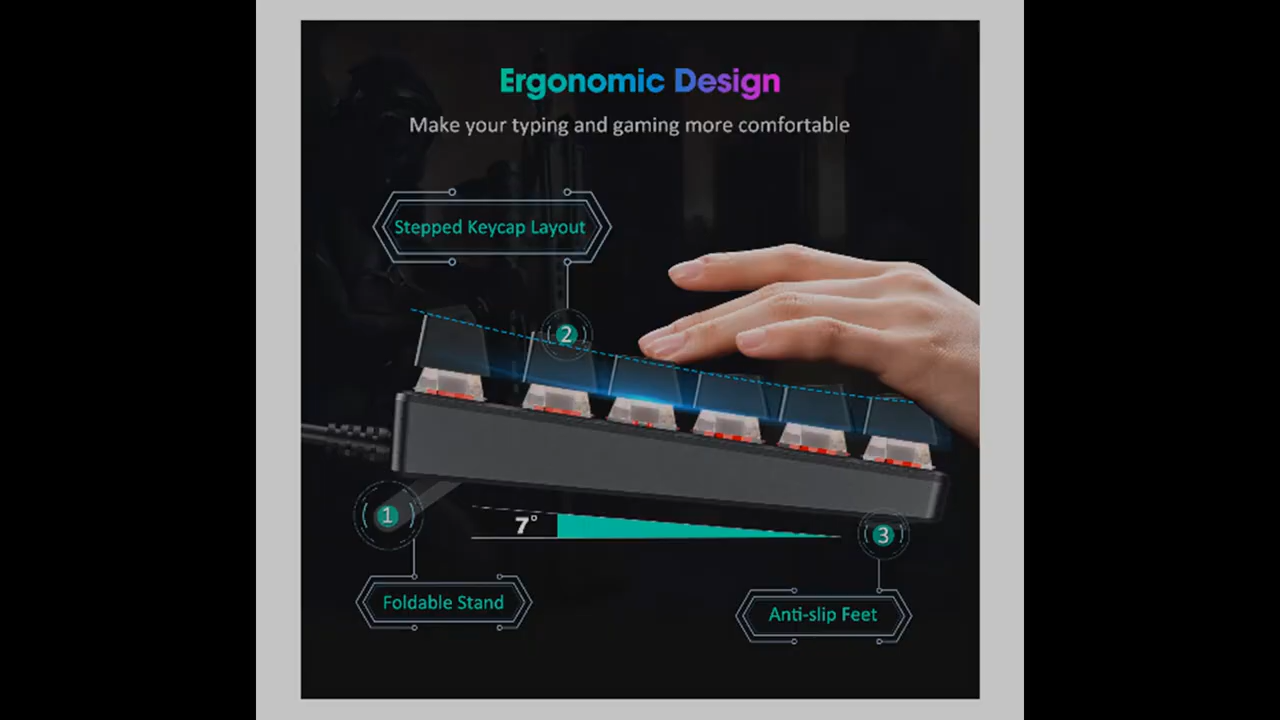 Ergonomic Design
Make your typing and gaming more comfortable
Stepped Keycap Layout
2
1
7°
3
Foldable Stand
Anti-slip Feet